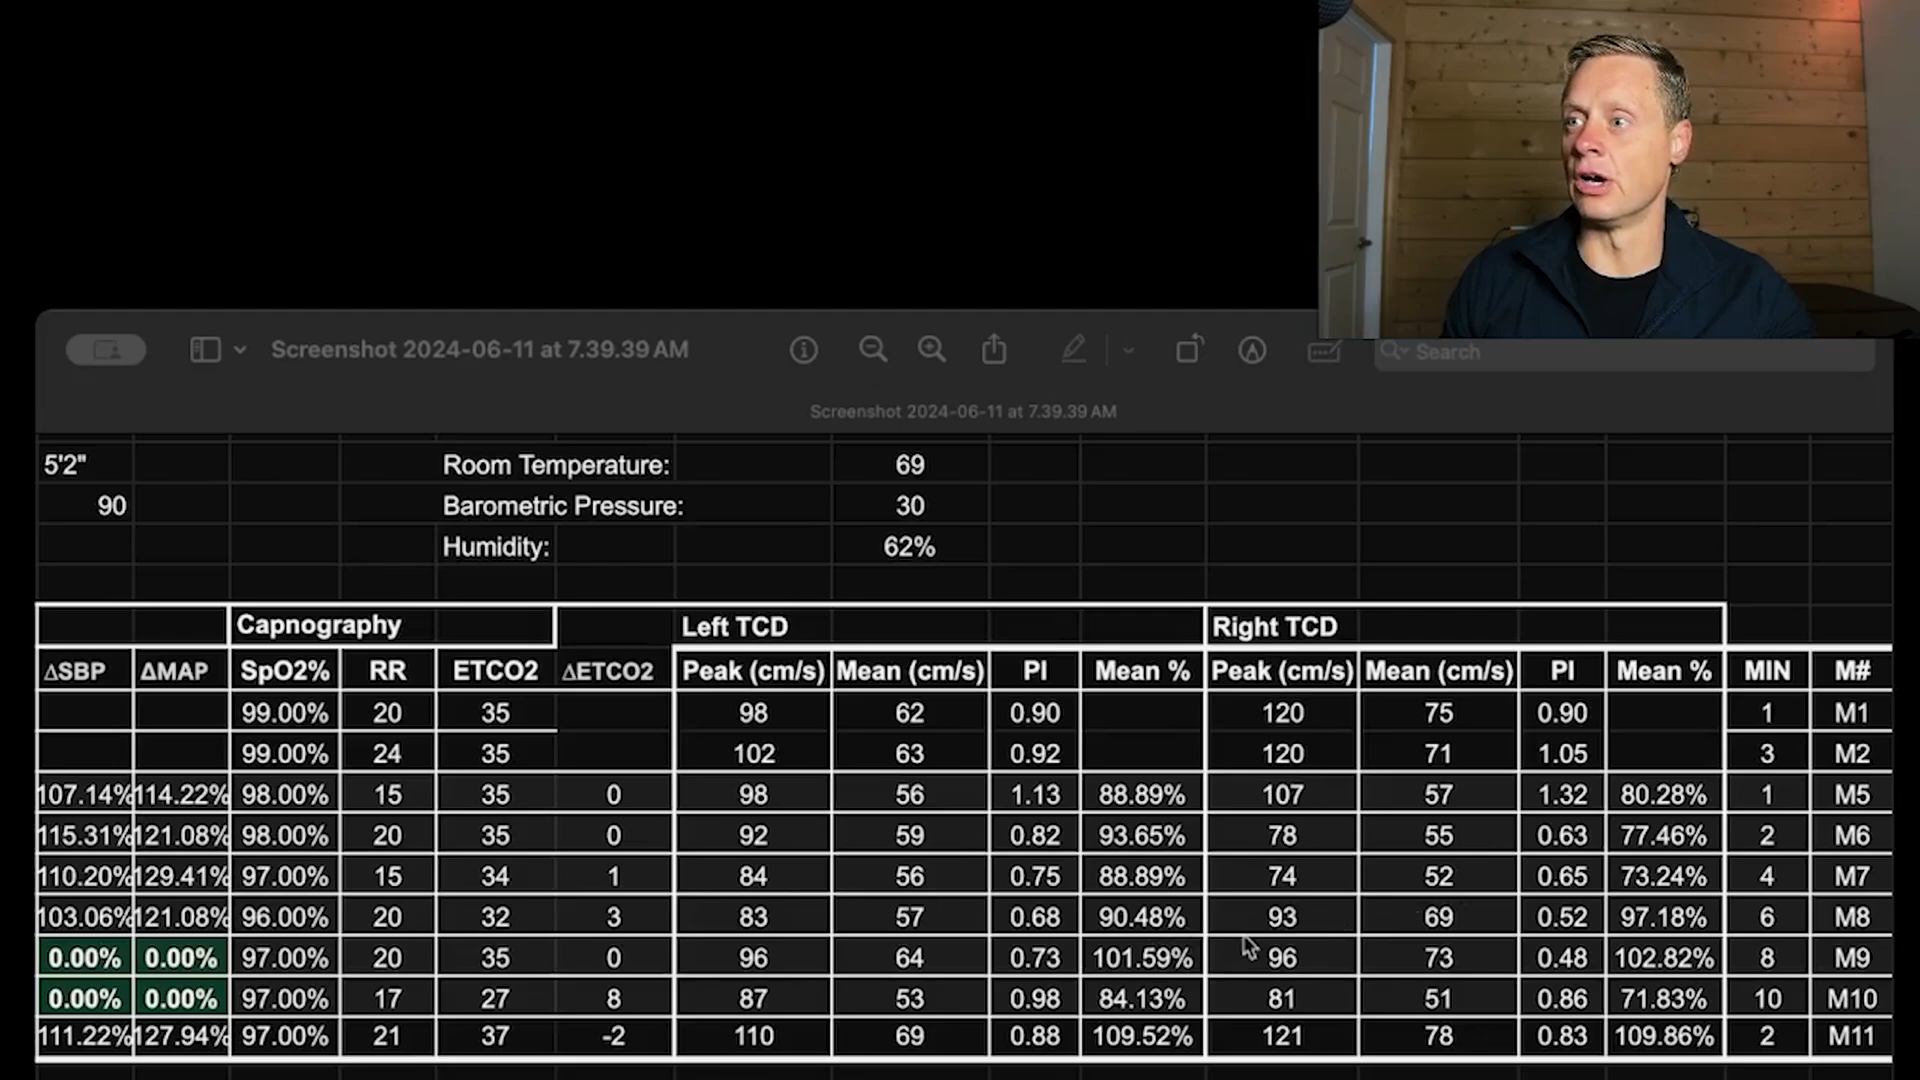 Screenshot 2024-06-11 at 7.39.39 AM
Search
Screenshot 2024-06-11 at 7.39.39 AM
5'2" Room Temperature: 69
90 Barometric Pressure: 30
Humidity: 62%
Capnography Left TCD Right TCD
ΔSBP ΔMAP SpO2% RR ETCO2 ΔETCO2 Peak (cm/s) Mean (cm/s) PI Mean % Peak (cm/s) Mean (cm/s) PI Mean % MIN M#
99.00% 20 35 98 62 0.90 120 75 0.90 1 M1
99.00% 24 35 102 63 0.92 120 71 1.05 3 M2
107.14% 114.22% 98.00% 15 35 0 98 56 1.13 88.89% 107 57 1.32 80.28% 1 M5
115.31% 121.08% 98.00% 20 35 0 92 59 0.82 93.65% 78 55 0.63 77.46% 2 M6
110.20% 129.41% 97.00% 15 34 1 84 56 0.75 88.89% 74 52 0.65 73.24% 4 M7
103.06% 121.08% 96.00% 20 32 3 83 57 0.68 90.48% 93 69 0.52 97.18% 6 M8
0.00% 0.00% 97.00% 20 35 0 96 64 0.73 101.59% 96 73 0.48 102.82% 8 M9
0.00% 0.00% 97.00% 17 27 8 87 53 0.98 84.13% 81 51 0.86 71.83% 10 M10
111.22% 127.94% 97.00% 21 37 -2 110 69 0.88 109.52% 121 78 0.83 109.86% 2 M11